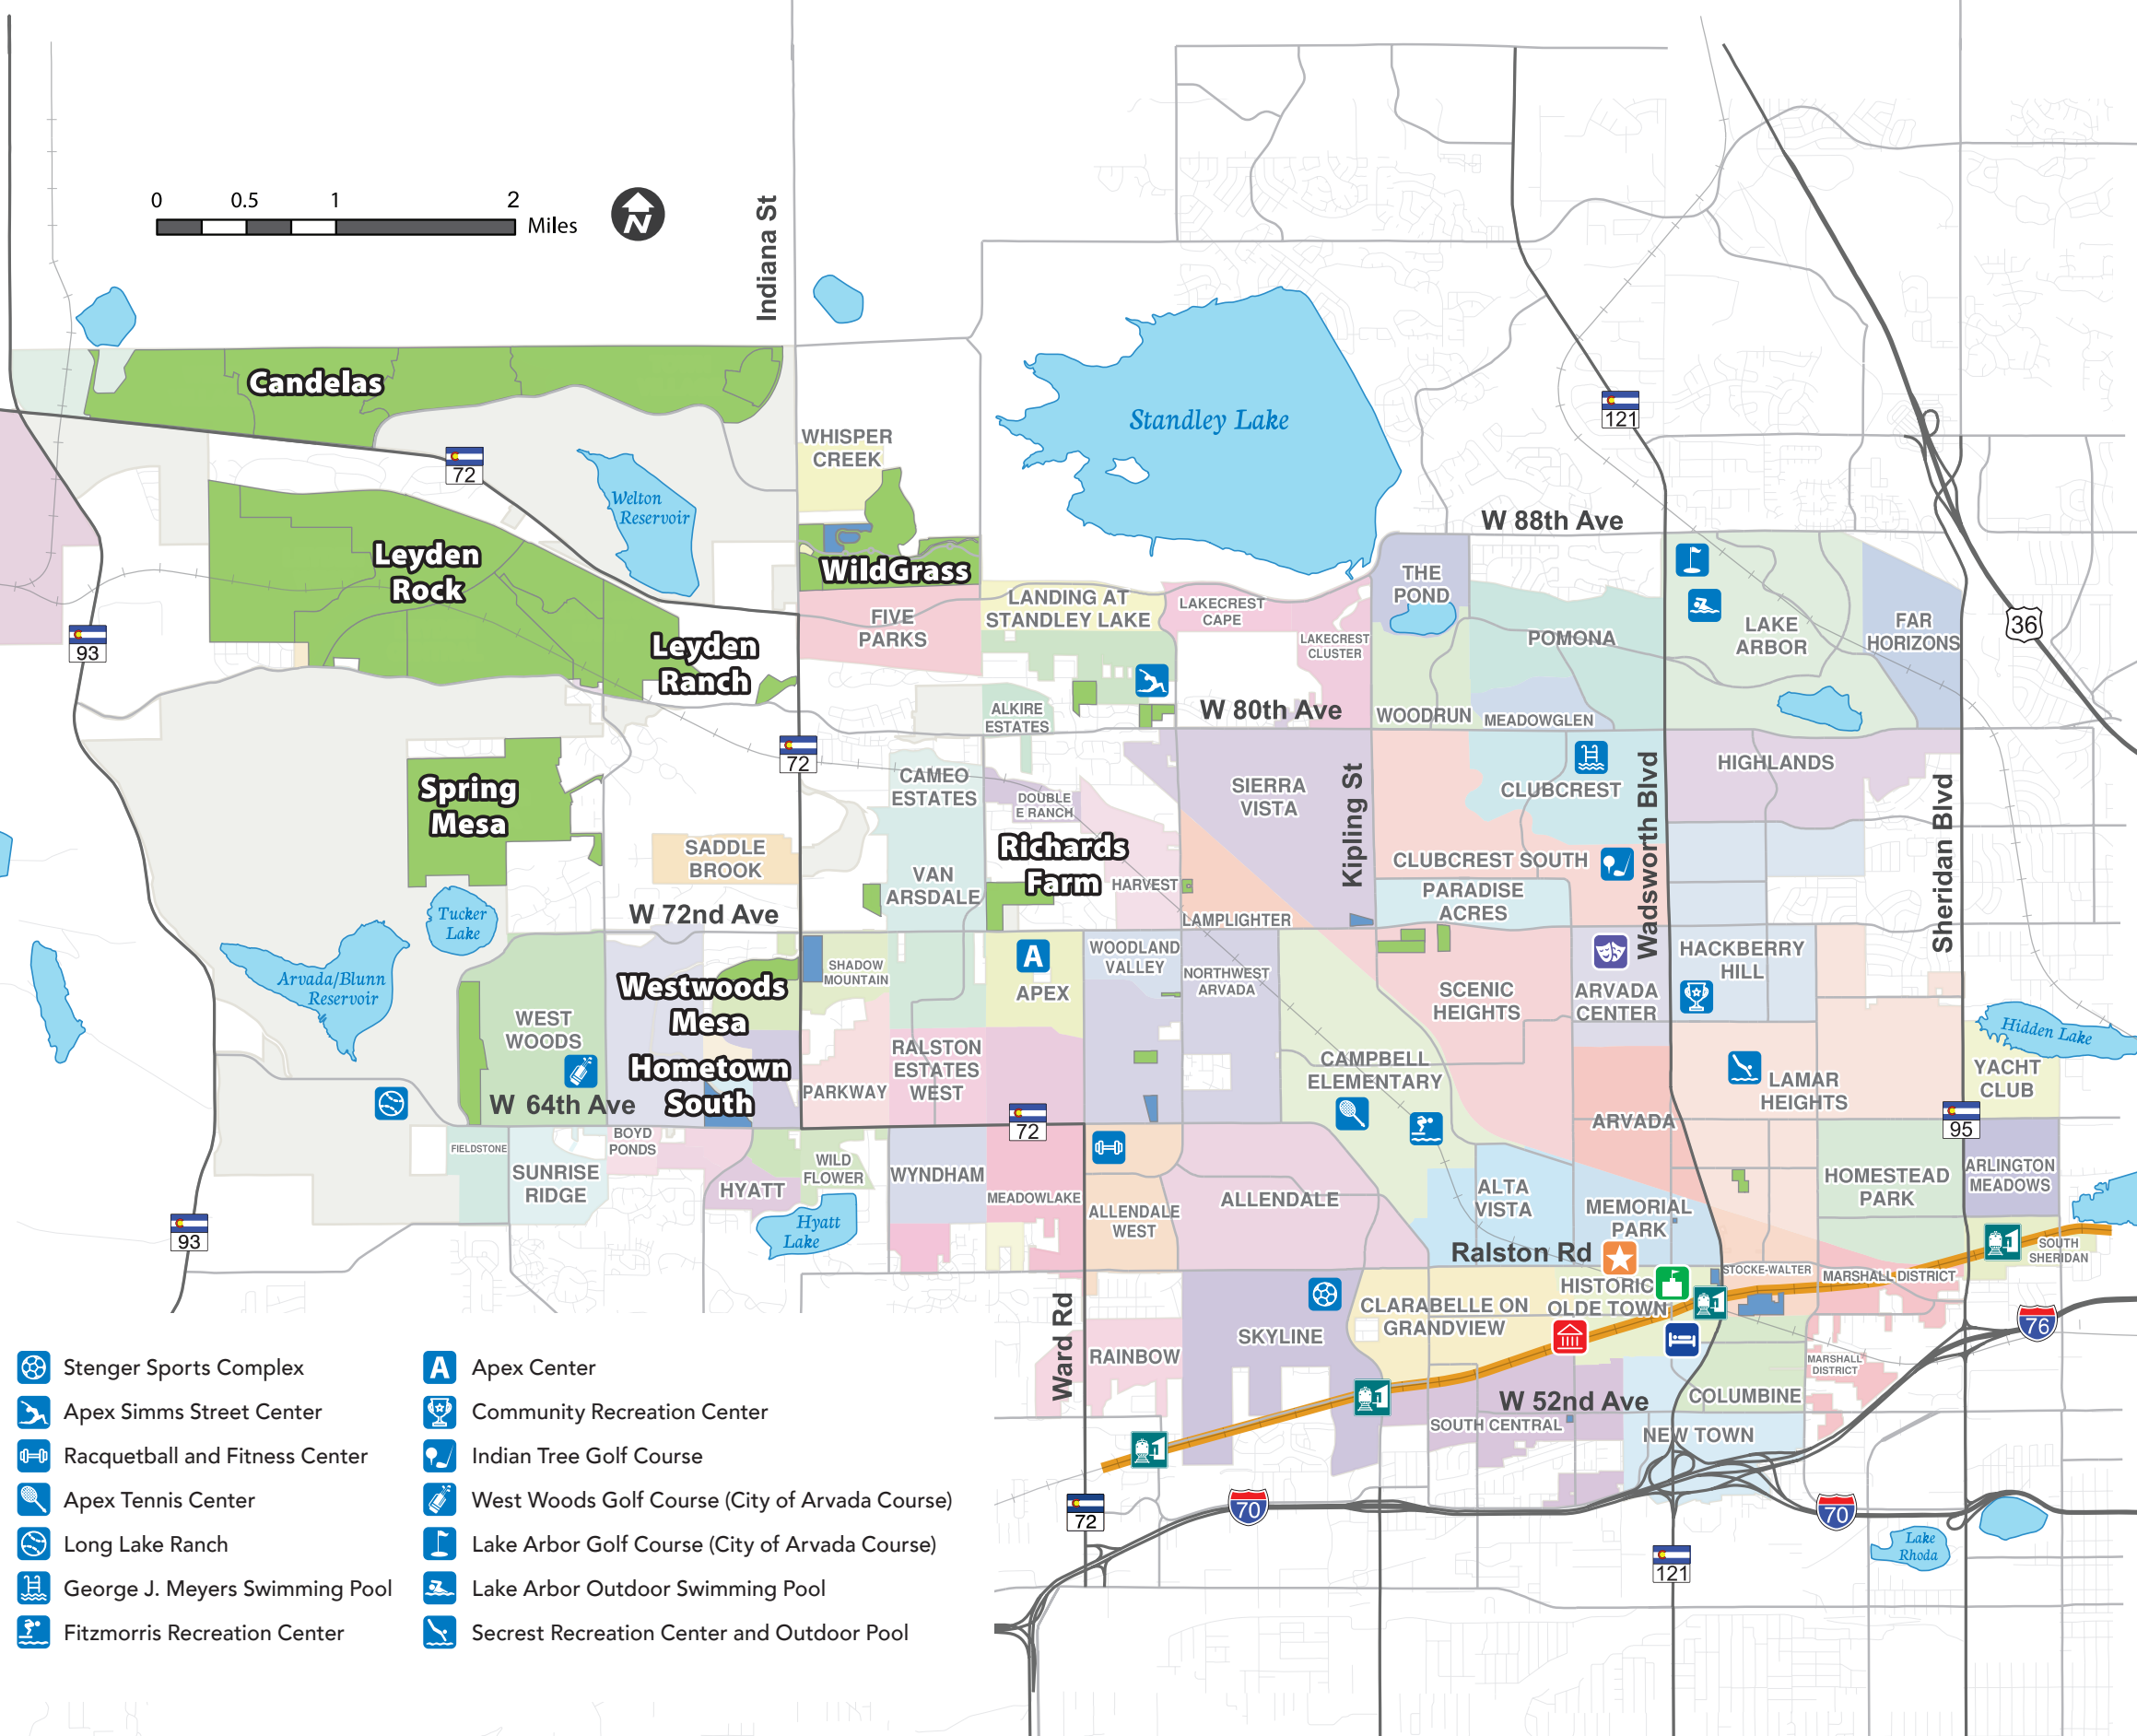 0 0.5 1 2
Miles
N
Indiana St
Candelas
72
WHISPER
CREEK
Standley Lake
121
Welton
Reservoir
W 88th Ave
Leyden
Rock
WildGrass
93
36
THE
POND
LANDING AT
STANDLEY LAKE
LAKECREST
CAPE
FIVE
PARKS
LAKECREST
CLUSTER
POMONA
LAKE
ARBOR
FAR
HORIZONS
Leyden
Ranch
ALKIRE
ESTATES
W 80th Ave
WOODRUN
MEADOWGLEN
72
CAMEO
ESTATES
DOUBLE
E RANCH
SIERRA
VISTA
Kipling St
CLUBCREST
Wadsworth Blvd
HIGHLANDS
Sheridan Blvd
Spring
Mesa
SADDLE
BROOK
Richards
Farm
CLUBCREST SOUTH
VAN
ARSDALE
HARVEST
PARADISE
ACRES
Tucker
Lake
W 72nd Ave
LAMPLIGHTER
Arvada/Blunn
Reservoir
Westwoods
Mesa
SHADOW
MOUNTAIN
A
APEX
WOODLAND
VALLEY
NORTHWEST
ARVADA
SCENIC
HEIGHTS
ARVADA
CENTER
HACKBERRY
HILL
WEST
WOODS
Hidden Lake
Hometown
South
PARKWAY
RALSTON
ESTATES
WEST
CAMPBELL
ELEMENTARY
LAMAR
HEIGHTS
YACHT
CLUB
W 64th Ave
72
ARVADA
95
FIELDSTONE
BOYD
PONDS
SUNRISE
RIDGE
HYATT
WILD
FLOWER
WYNDHAM
MEADOWLAKE
ALLENDALE
WEST
ALLENDALE
ALTA
VISTA
MEMORIAL
PARK
HOMESTEAD
PARK
ARLINGTON
MEADOWS
93
Hyatt
Lake
Ralston Rd
SOUTH
SHERIDAN
STOCKE-WALTER
MARSHALL DISTRICT
HISTORIC
OLDE TOWN
CLARABELLE ON
GRANDVIEW
SKYLINE
Ward Rd
RAINBOW
76
MARSHALL
DISTRICT
W 52nd Ave
COLUMBINE
SOUTH CENTRAL
NEW TOWN
72
70
70
Lake
Rhoda
121
Stenger Sports Complex
Apex Simms Street Center
Racquetball and Fitness Center
Apex Tennis Center
Long Lake Ranch
George J. Meyers Swimming Pool
Fitzmorris Recreation Center
A Apex Center
Community Recreation Center
Indian Tree Golf Course
West Woods Golf Course (City of Arvada Course)
Lake Arbor Golf Course (City of Arvada Course)
Lake Arbor Outdoor Swimming Pool
Secrest Recreation Center and Outdoor Pool